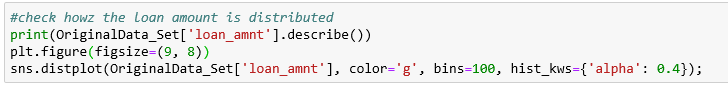 #check howz the loan amount is distributed
print(OriginalData_Set['loan_amnt'].describe())
plt.figure(figsize=(9, 8))
sns.distplot(OriginalData_Set['loan_amnt'], color='g', bins=100, hist_kws={'alpha': 0.4});